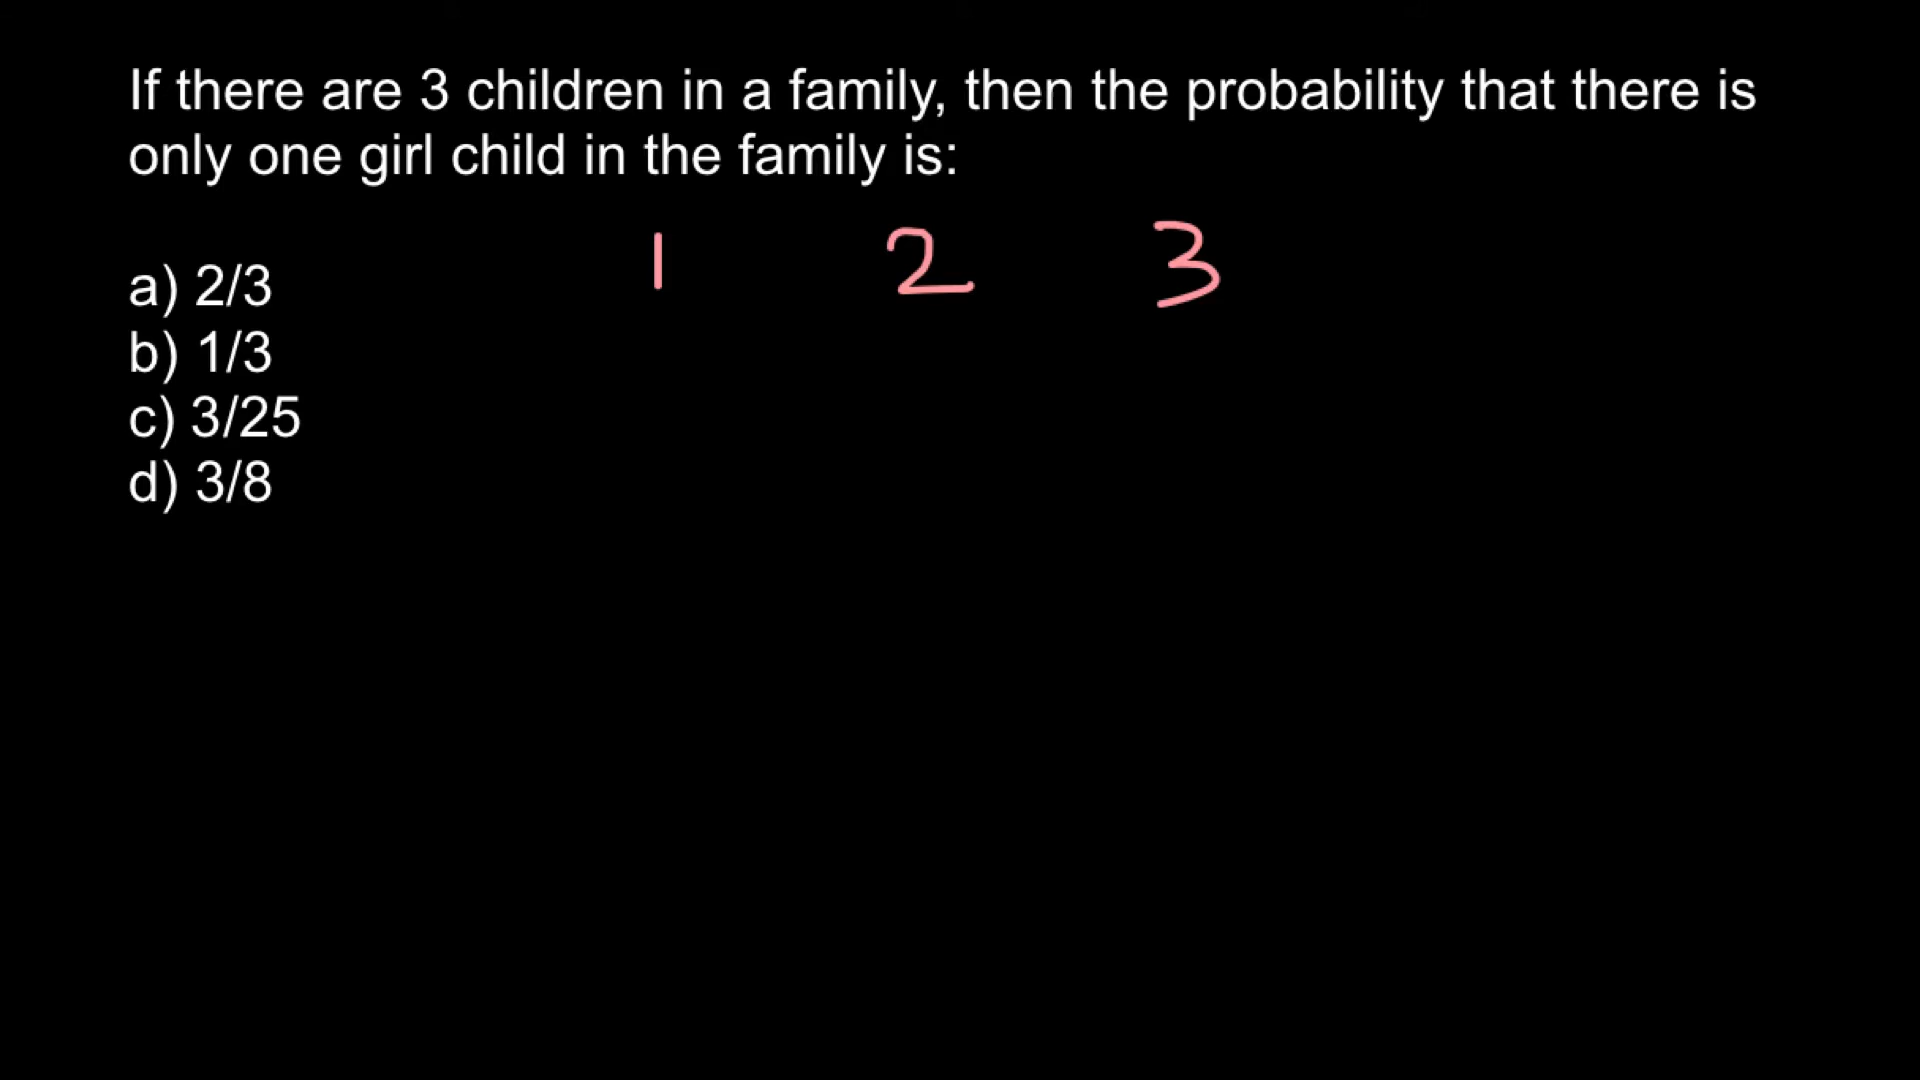 If there are 3 children in a family, then the probability that there is
only one girl child in the family is:
1 2 3
a) 2/3
b) 1/3
c) 3/25
d) 3/8